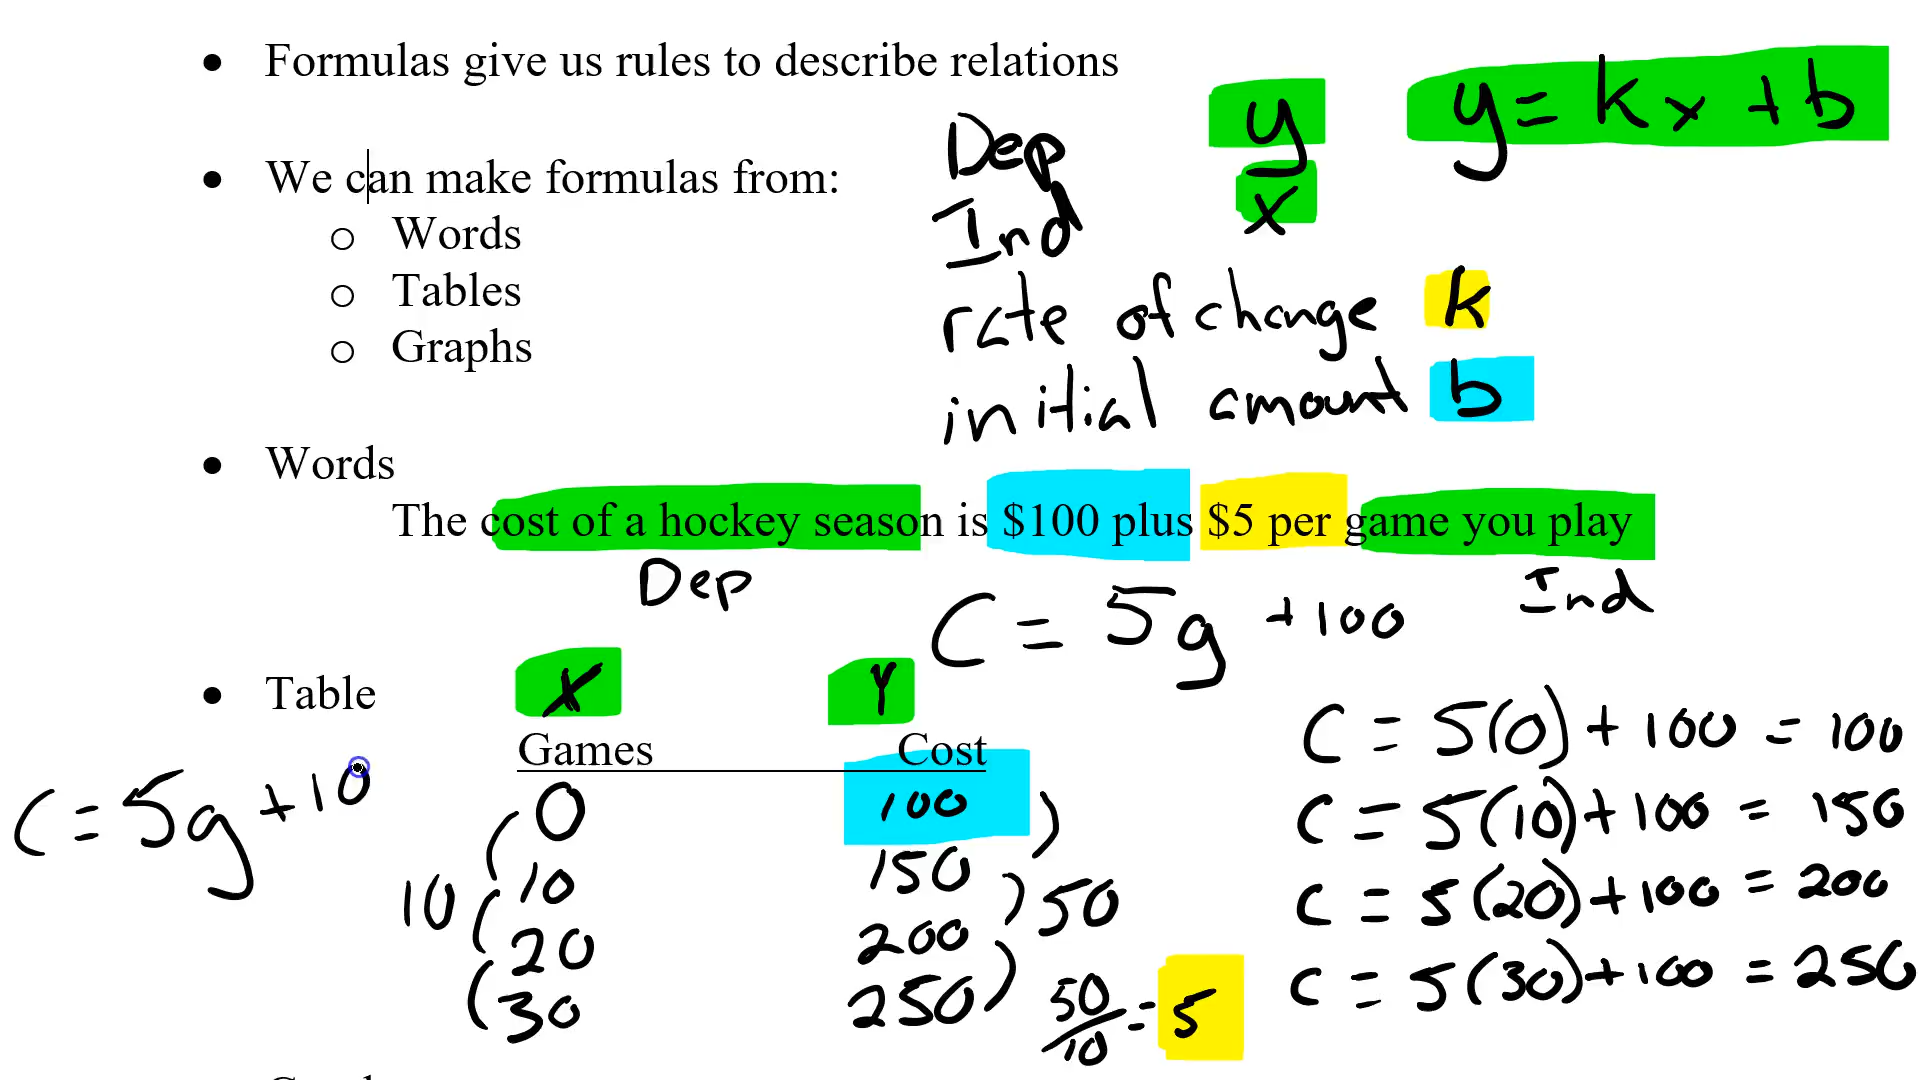 • Formulas give us rules to describe relations
y y = kx + b
Dep
• We can make formulas from:
x
Ind
o Words
o Tables
rate of change k
o Graphs
initial amount b
• Words
The cost of a hockey season is $100 plus $5 per game you play
Dep Ind
C = 5g + 100
• Table X Y
Games Cost
C = 5(0) + 100 = 100
C = 5g + 10
0 100
C = 5(10) + 100 = 150
10 150
10 50
C = 5(20) + 100 = 200
20 200
30 250
C = 5(30) + 100 = 250
50/10 = 5